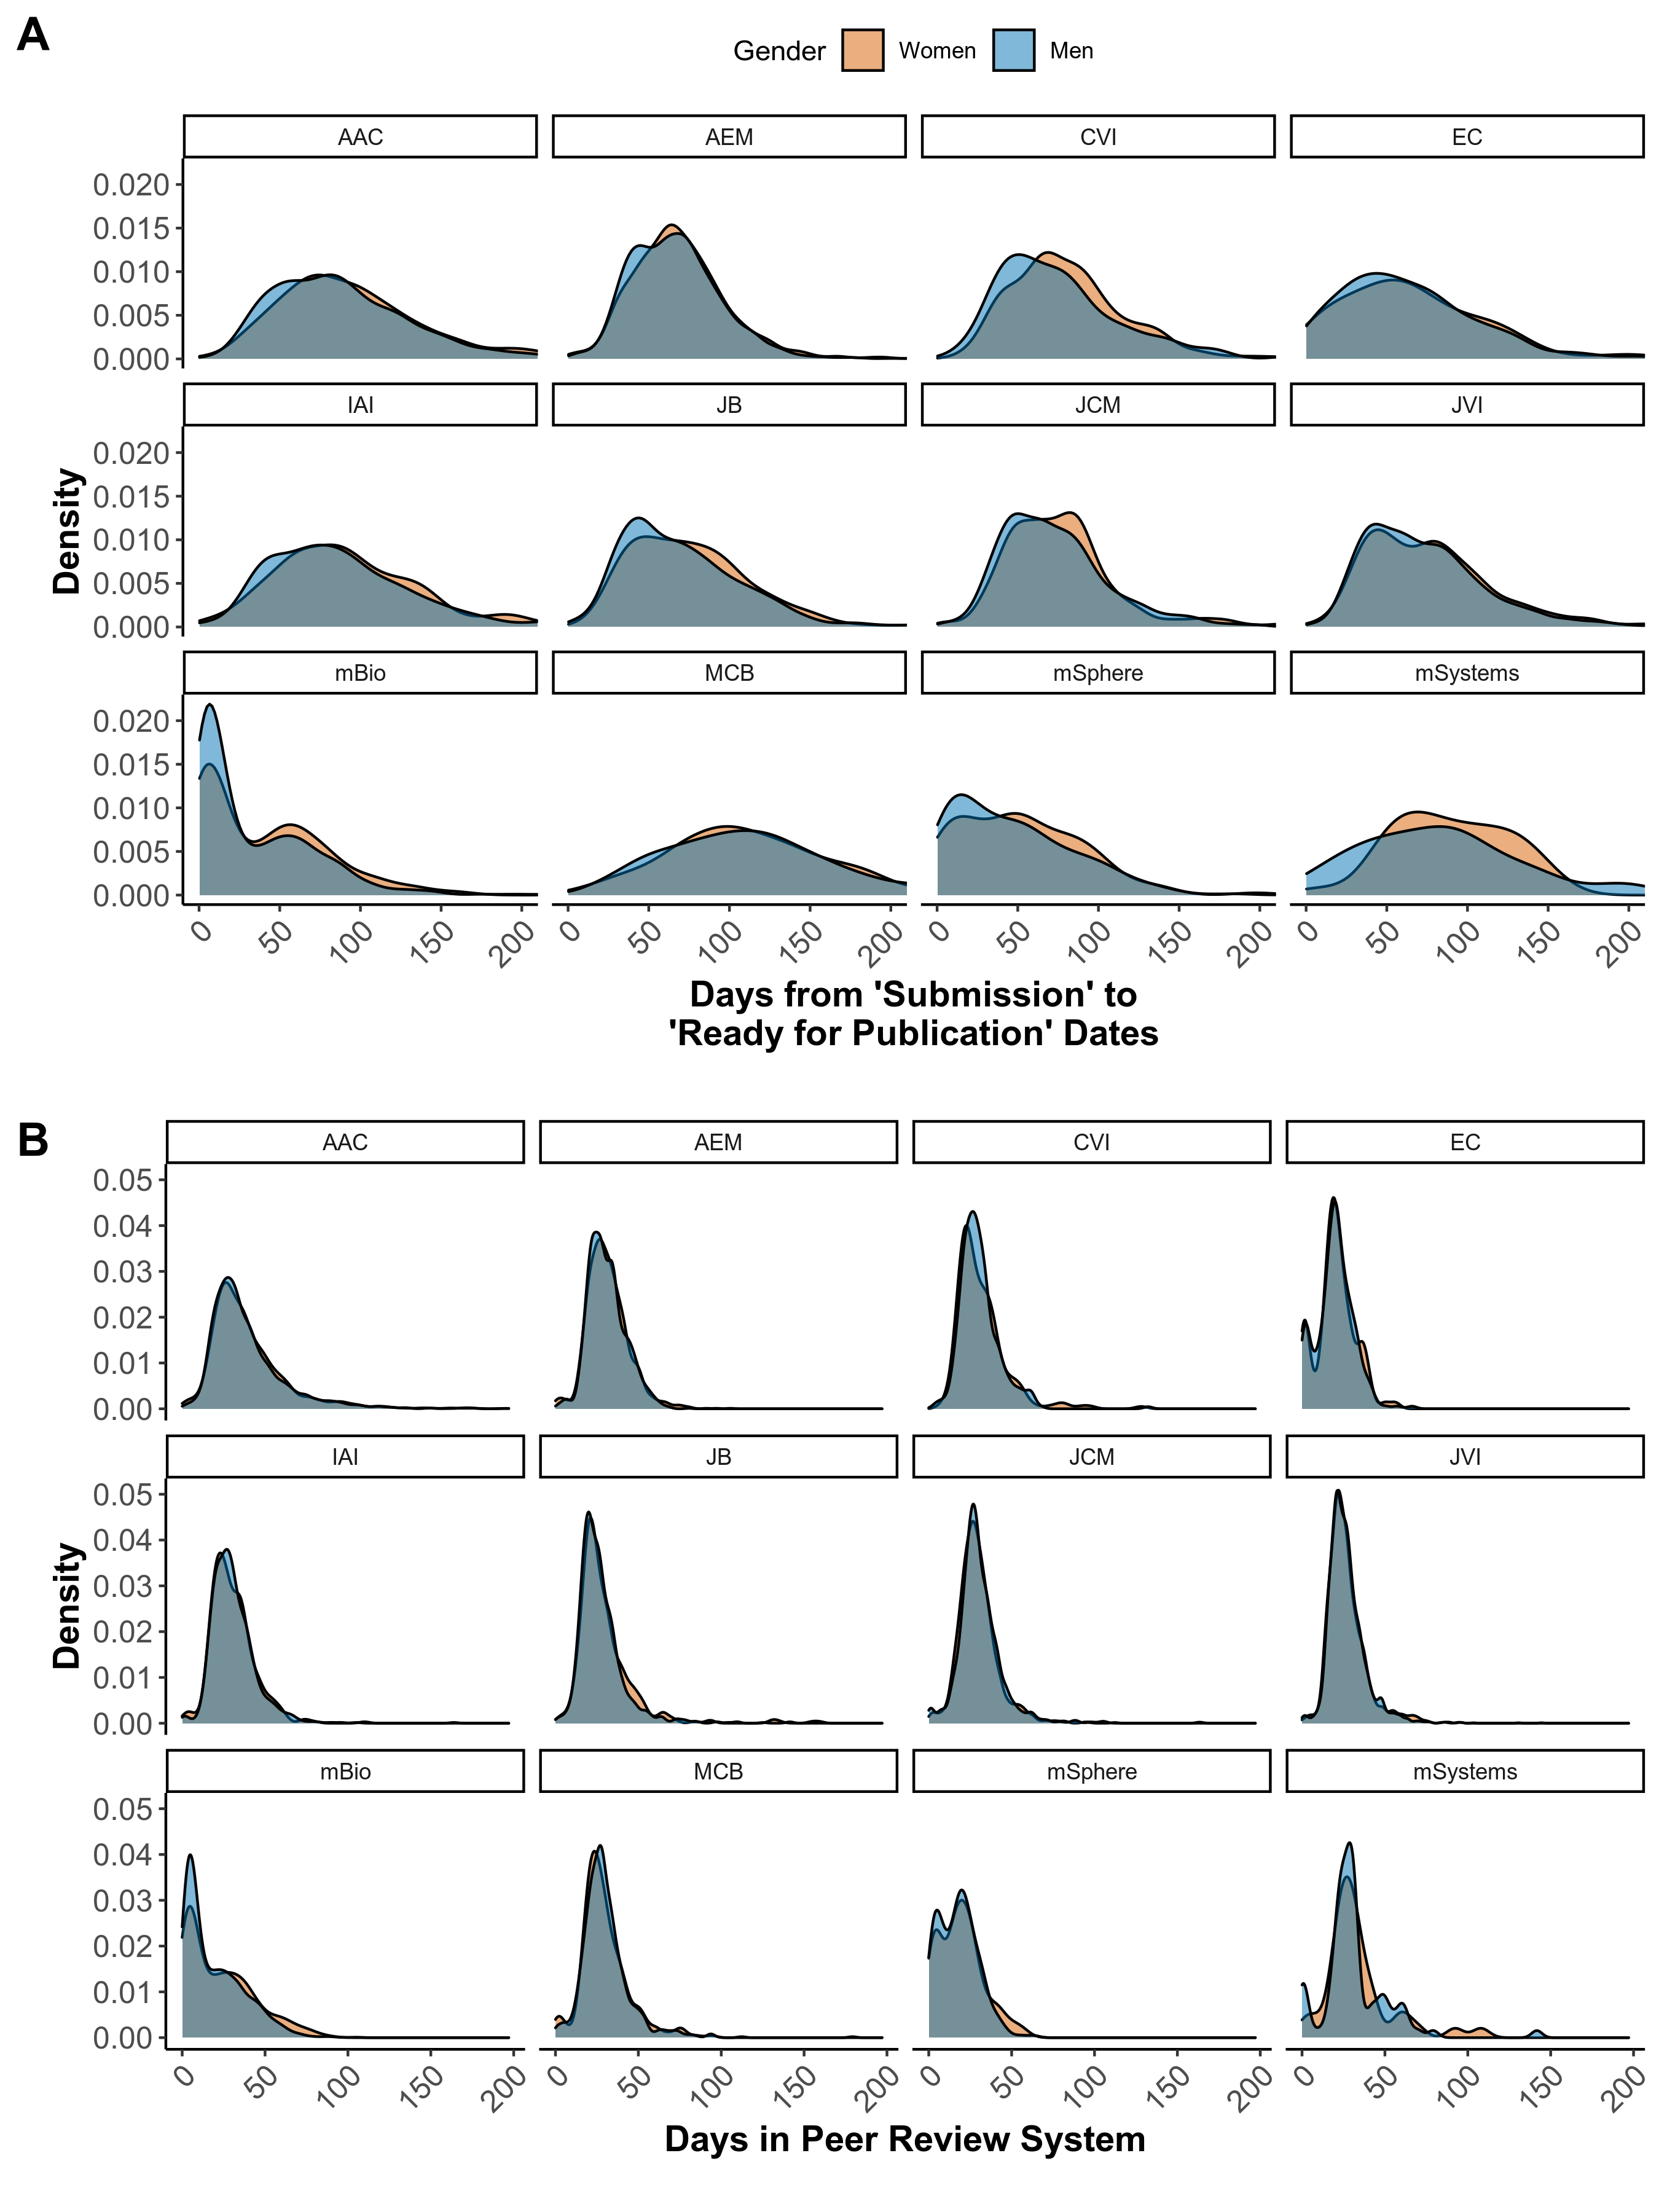 A
Gender Women Men
AAC AEM CVI EC
0.020
0.015
0.010
0.005
0.000
IAI JB JCM JVI
0.020
0.015
0.010
0.005
0.000
Density
mBio MCB mSphere mSystems
0.020
0.015
0.010
0.005
0.000
0 50 100 150 200 0 50 100 150 200 0 50 100 150 200 0 50 100 150 200
Days from 'Submission' to
'Ready for Publication' Dates
B
AAC AEM CVI EC
0.05
0.04
0.03
0.02
0.01
0.00
IAI JB JCM JVI
0.05
0.04
0.03
0.02
0.01
0.00
Density
mBio MCB mSphere mSystems
0.05
0.04
0.03
0.02
0.01
0.00
0 50 100 150 200 0 50 100 150 200 0 50 100 150 200 0 50 100 150 200
Days in Peer Review System